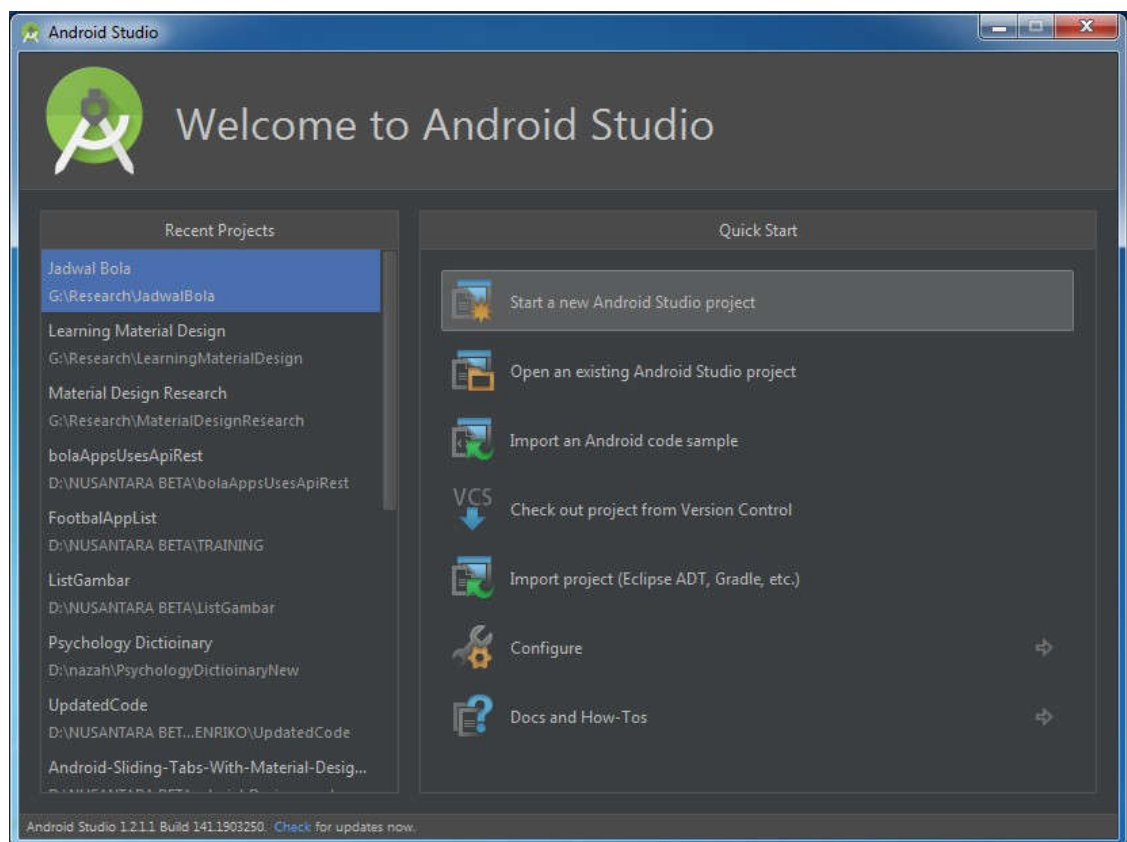 Android Studio
Welcome to Android Studio
Recent Projects
Jadwal Bola
G:\Research\JadwalBola
Learning Material Design
G:\Research\LearningMaterialDesign
Material Design Research
G:\Research\MaterialDesignResearch
bolaAppsUsesApiRest
D:\NUSANTARA BETA\bolaAppsUsesApiRest
FootbalAppList
D:\NUSANTARA BETA\TRAINING
ListGambar
D:\NUSANTARA BETA\ListGambar
Psychology Dictioinary
D:\nazah\PsychologyDictioinaryNew
UpdatedCode
D:\NUSANTARA BET...ENRIKO\UpdatedCode
Android-Sliding-Tabs-With-Material-Desig...
Quick Start
Start a new Android Studio project
Open an existing Android Studio project
Import an Android code sample
VCS
Check out project from Version Control
Import project (Eclipse ADT, Gradle, etc.)
Configure
Docs and How-Tos
Android Studio 1.2.1.1 Build 141.1903250. Check for updates now.